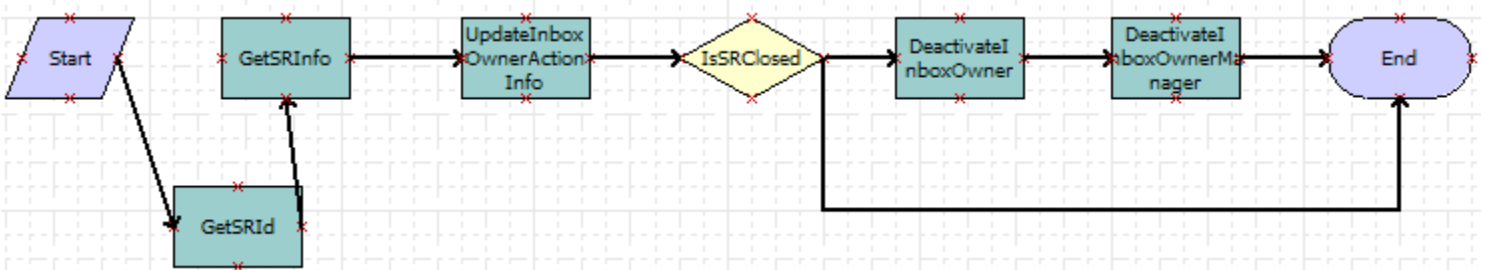 Start
GetSRInfo
UpdateInbox
OwnerAction
Info
IsSRClosed
DeactivateI
nboxOwner
DeactivateI
nboxOwnerMa
nager
End
GetSRId